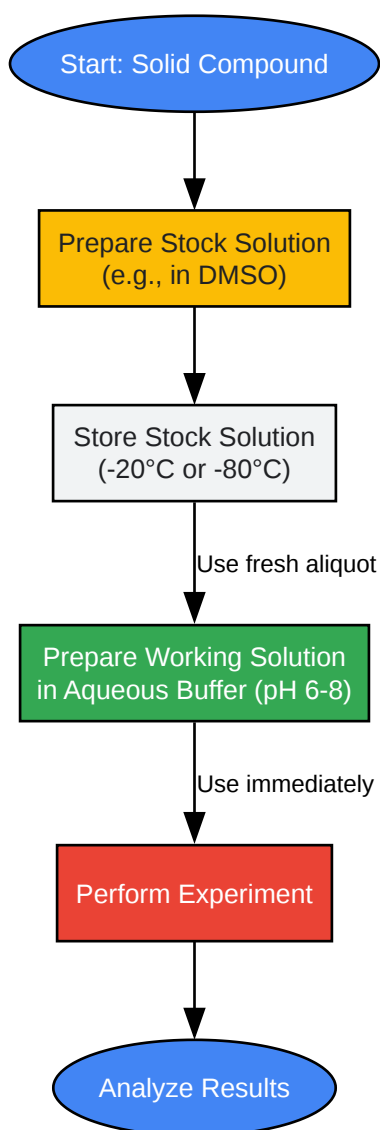 Start: Solid Compound
Prepare Stock Solution
(e.g., in DMSO)
Store Stock Solution
(-20°C or -80°C)
Use fresh aliquot
Prepare Working Solution
in Aqueous Buffer (pH 6-8)
Use immediately
Perform Experiment
Analyze Results